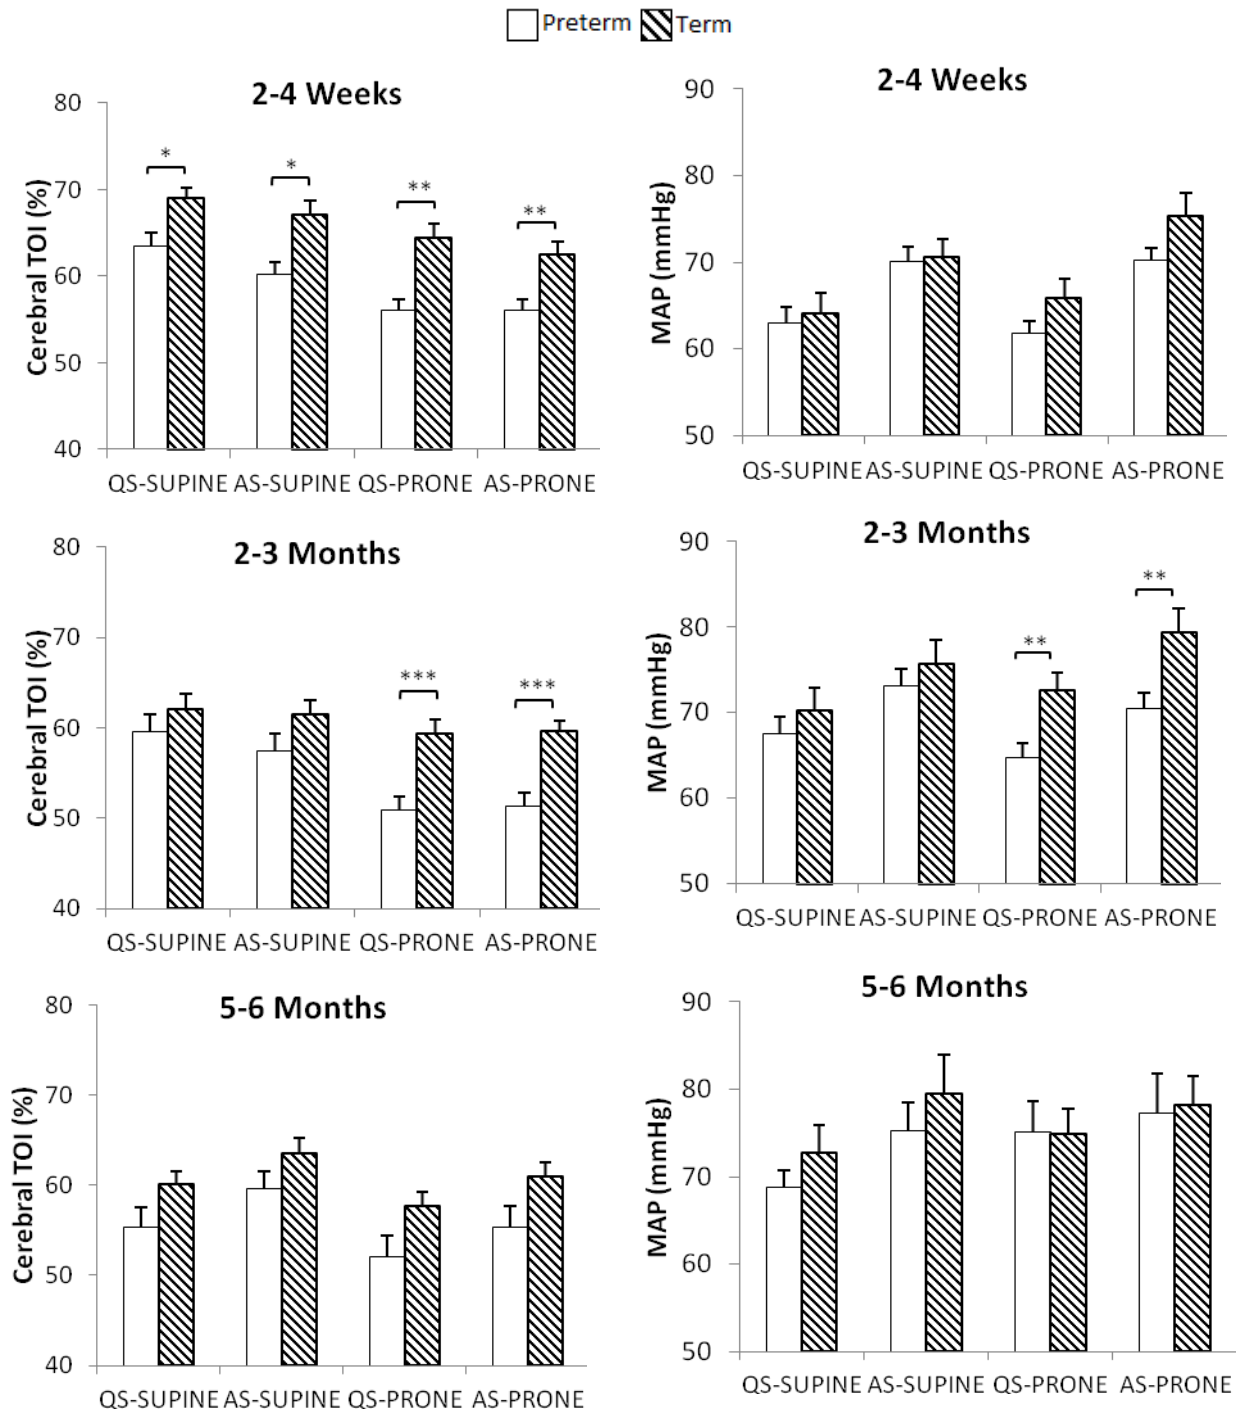 Preterm Term
2-4 Weeks
80
70
60
50
40
Cerebral TOI (%)
*
*
**
**
QS-SUPINE AS-SUPINE QS-PRONE AS-PRONE
2-4 Weeks
90
80
70
60
50
MAP (mmHg)
QS-SUPINE AS-SUPINE QS-PRONE AS-PRONE
2-3 Months
80
70
60
50
40
Cerebral TOI (%)
***
***
QS-SUPINE AS-SUPINE QS-PRONE AS-PRONE
2-3 Months
90
80
70
60
50
MAP (mmHg)
**
**
QS-SUPINE AS-SUPINE QS-PRONE AS-PRONE
5-6 Months
80
70
60
50
40
Cerebral TOI (%)
QS-SUPINE AS-SUPINE QS-PRONE AS-PRONE
5-6 Months
90
80
70
60
50
MAP (mmHg)
QS-SUPINE AS-SUPINE QS-PRONE AS-PRONE